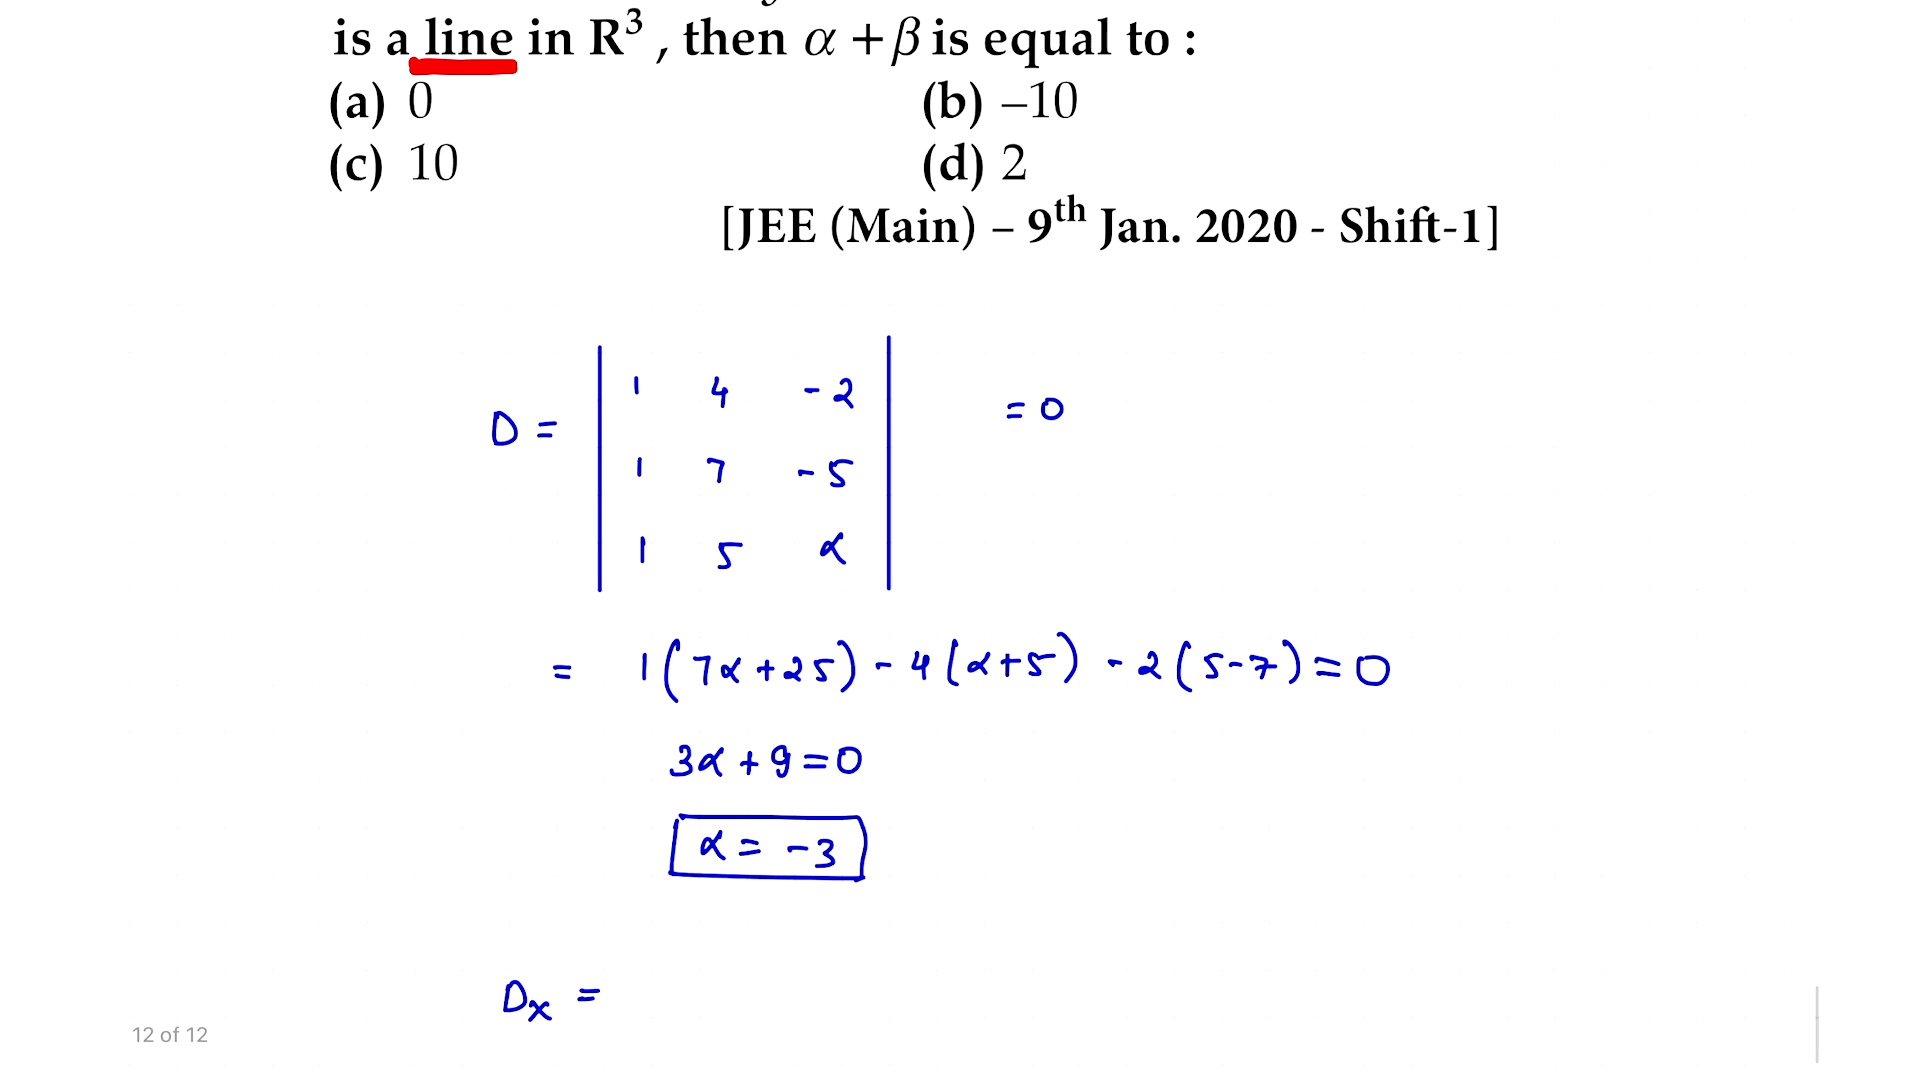 is a line in R³ , then α + β is equal to :
(a) 0 (b) –10
(c) 10 (d) 2
[JEE (Main) – 9th Jan. 2020 - Shift-1]
D = | 1 4 -2 | = 0
| 1 7 -5 |
| 1 5 α |
= 1(7α+25) - 4(α+5) - 2(5-7) = 0
3α + 9 = 0
α = -3
Dx =
12 of 12